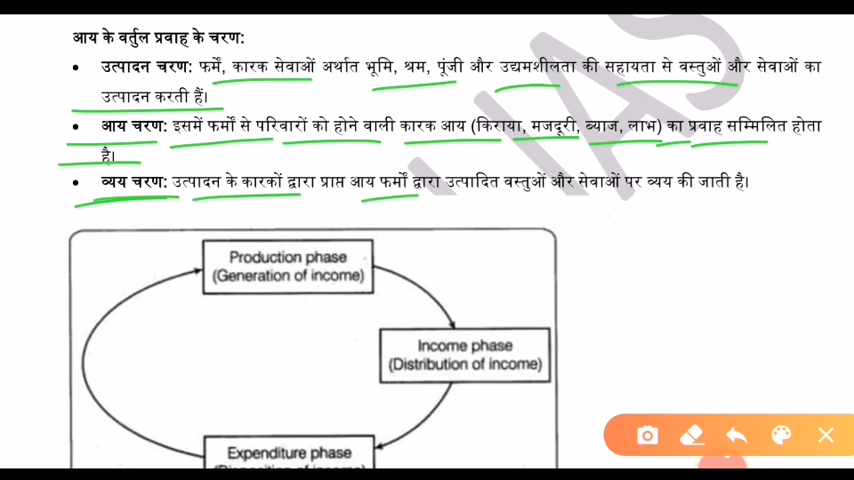 आय के वर्तुल प्रवाह के चरण:
• उत्पादन चरण: फर्में, कारक सेवाओं अर्थात भूमि, श्रम, पूंजी और उद्यमशीलता की सहायता से वस्तुओं और सेवाओं का
उत्पादन करती हैं।
• आय चरण: इसमें फर्मों से परिवारों को होने वाली कारक आय (किराया, मजदूरी, ब्याज, लाभ) का प्रवाह सम्मिलित होता
है।
• व्यय चरण: उत्पादन के कारकों द्वारा प्राप्त आय फर्मों द्वारा उत्पादित वस्तुओं और सेवाओं पर व्यय की जाती है।
IAS
Production phase
(Generation of income)
Income phase
(Distribution of income)
Expenditure phase